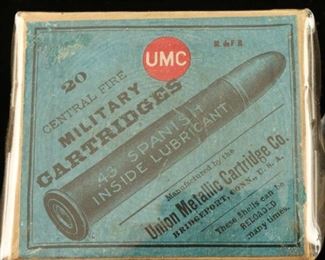 UMC
M. de F. B.
20
CENTRAL FIRE
MILITARY
CARTRIDGES
.43 SPANISH
INSIDE LUBRICANT
Manufactured by the
Union Metallic Cartridge Co.
BRIDGEPORT, CONN., U. S. A.
These shells can be
RELOADED
many times.